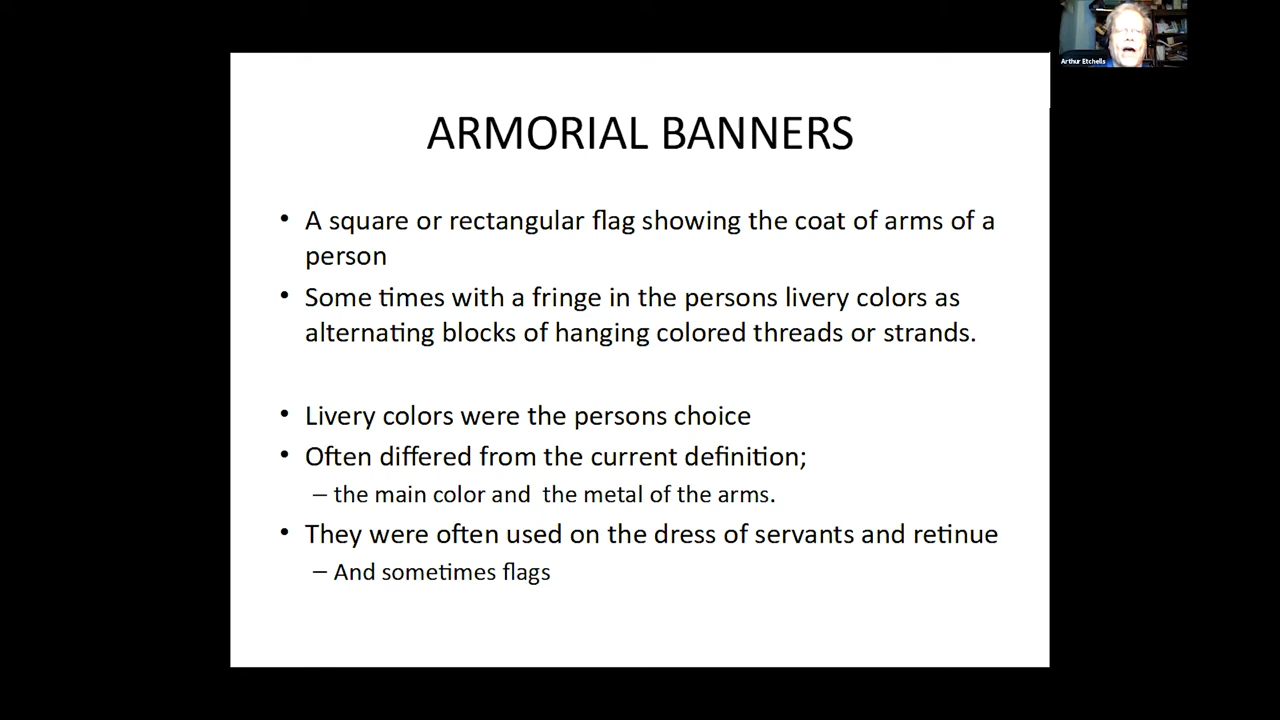 Arthur Etchells
ARMORIAL BANNERS
• A square or rectangular flag showing the coat of arms of a
person
• Some times with a fringe in the persons livery colors as
alternating blocks of hanging colored threads or strands.
• Livery colors were the persons choice
• Often differed from the current definition;
– the main color and  the metal of the arms.
• They were often used on the dress of servants and retinue
– And sometimes flags